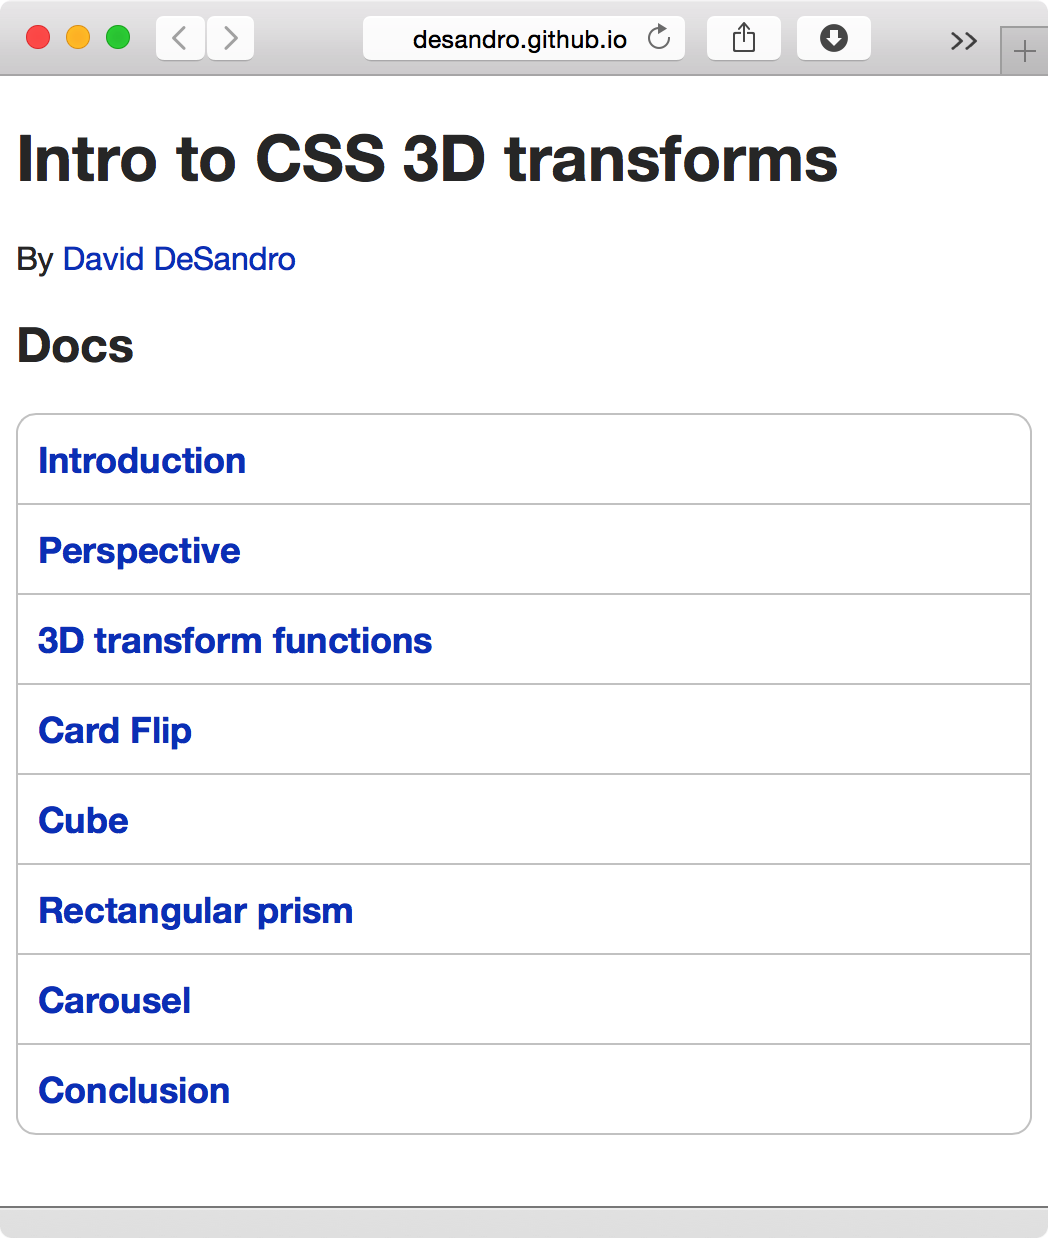 desandro.github.io
Intro to CSS 3D transforms
By David DeSandro
Docs
Introduction
Perspective
3D transform functions
Card Flip
Cube
Rectangular prism
Carousel
Conclusion